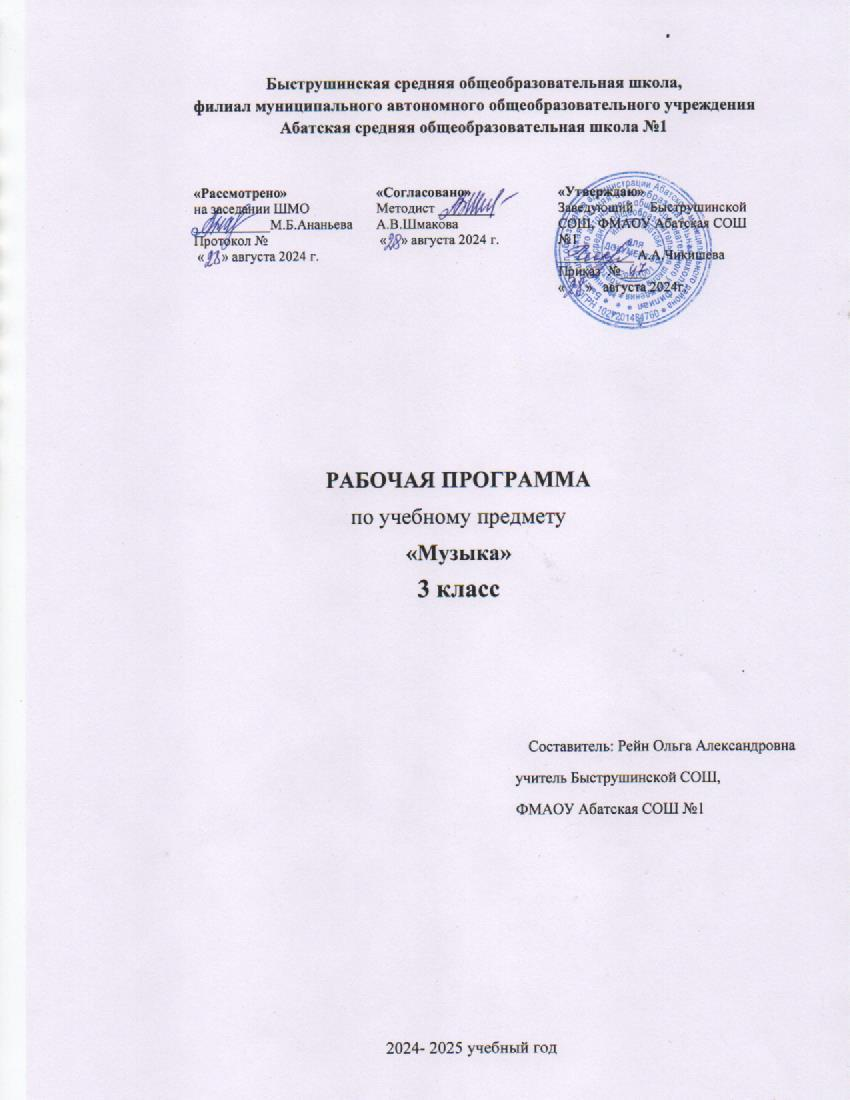 Быструшинская средняя общеобразовательная школа,
филиал муниципального автономного общеобразовательного учреждения
Абатская средняя общеобразовательная школа №1
«Рассмотрено»
на заседании ШМО
М.Б.Ананьева
Протокол №
«28» августа 2024 г.
«Согласовано»
Методист
А.В.Шмакова
«28» августа 2024 г.
«Утверждаю»
Заведующий Быструшинской
СОШ, ФМАОУ Абатская СОШ
№1
А.А.Чикишева
Приказ №
«28» августа 2024г.
РАБОЧАЯ ПРОГРАММА
по учебному предмету
«Музыка»
3 класс
Составитель: Рейн Ольга Александровна
учитель Быструшинской СОШ,
ФМАОУ Абатская СОШ №1
2024- 2025 учебный год